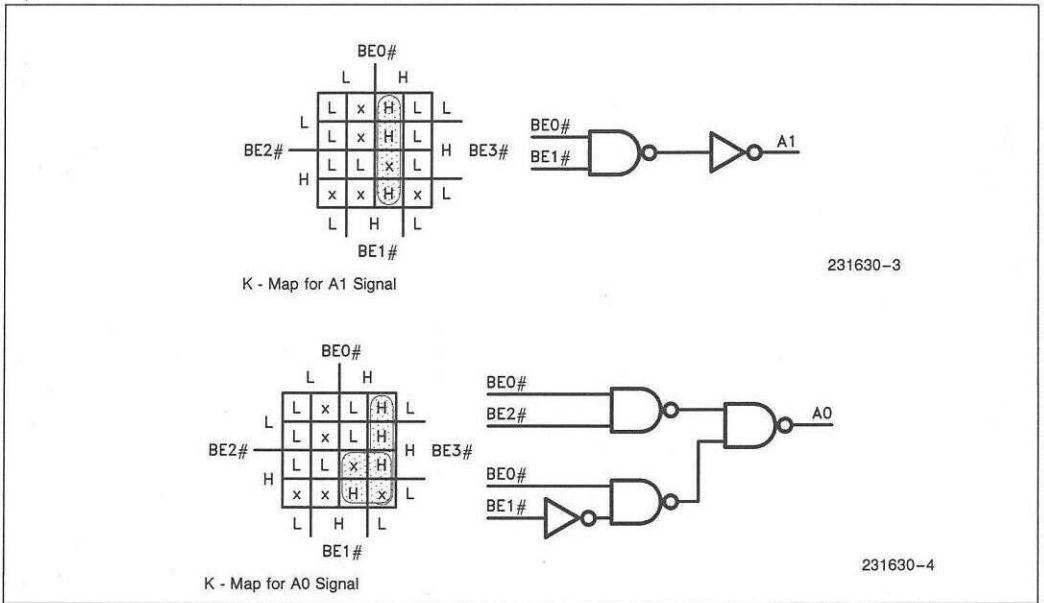 BE0#
L H
L x H L L
L
L x H L
BE2# H BE3#
L L x L
H
x x H x L
L H L
BE1#
K - Map for A1 Signal
BE0#
BE1#
A1
231630-3
BE0#
L H
L x L H L
L
L x L H
BE2# H BE3#
L L x H
H
x x H x L
L H L
BE1#
K - Map for A0 Signal
BE0#
BE2#
BE0#
BE1#
A0
231630-4